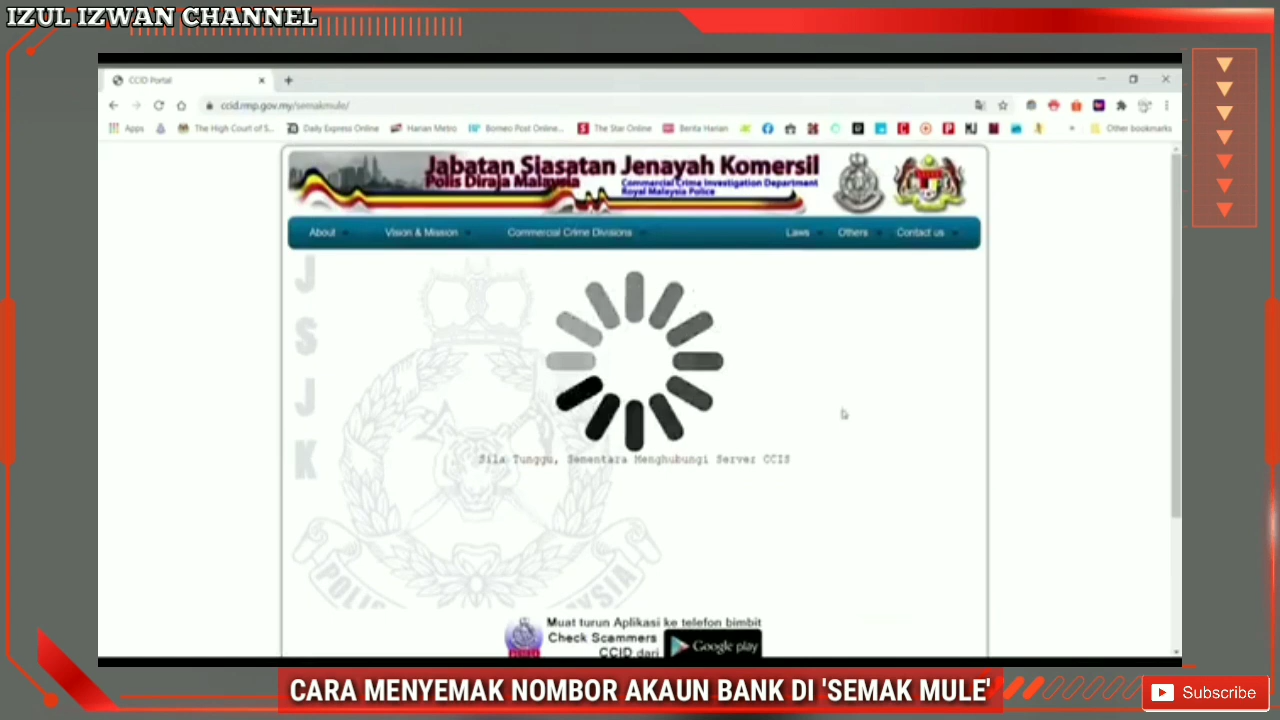 IZUL IZWAN CHANNEL
CCID Portal
ccid.rmp.gov.my/semakmule/
Apps The High Court of S... Daily Express Online Harian Metro Borneo Post Online... The Star Online Berita Harian Other bookmarks
Jabatan Siasatan Jenayah Komersil
Polis Diraja Malaysia
Commercial Crime Investigation Department
Royal Malaysia Police
About Vision & Mission Commercial Crime Divisions Laws Others Contact us
J
S
J
K
Sila Tunggu, Sementara Menghubungi Server CCIS
Muat turun Aplikasi ke telefon bimbit
Check Scammers
CCID dari
Google play
CARA MENYEMAK NOMBOR AKAUN BANK DI 'SEMAK MULE'
Subscribe